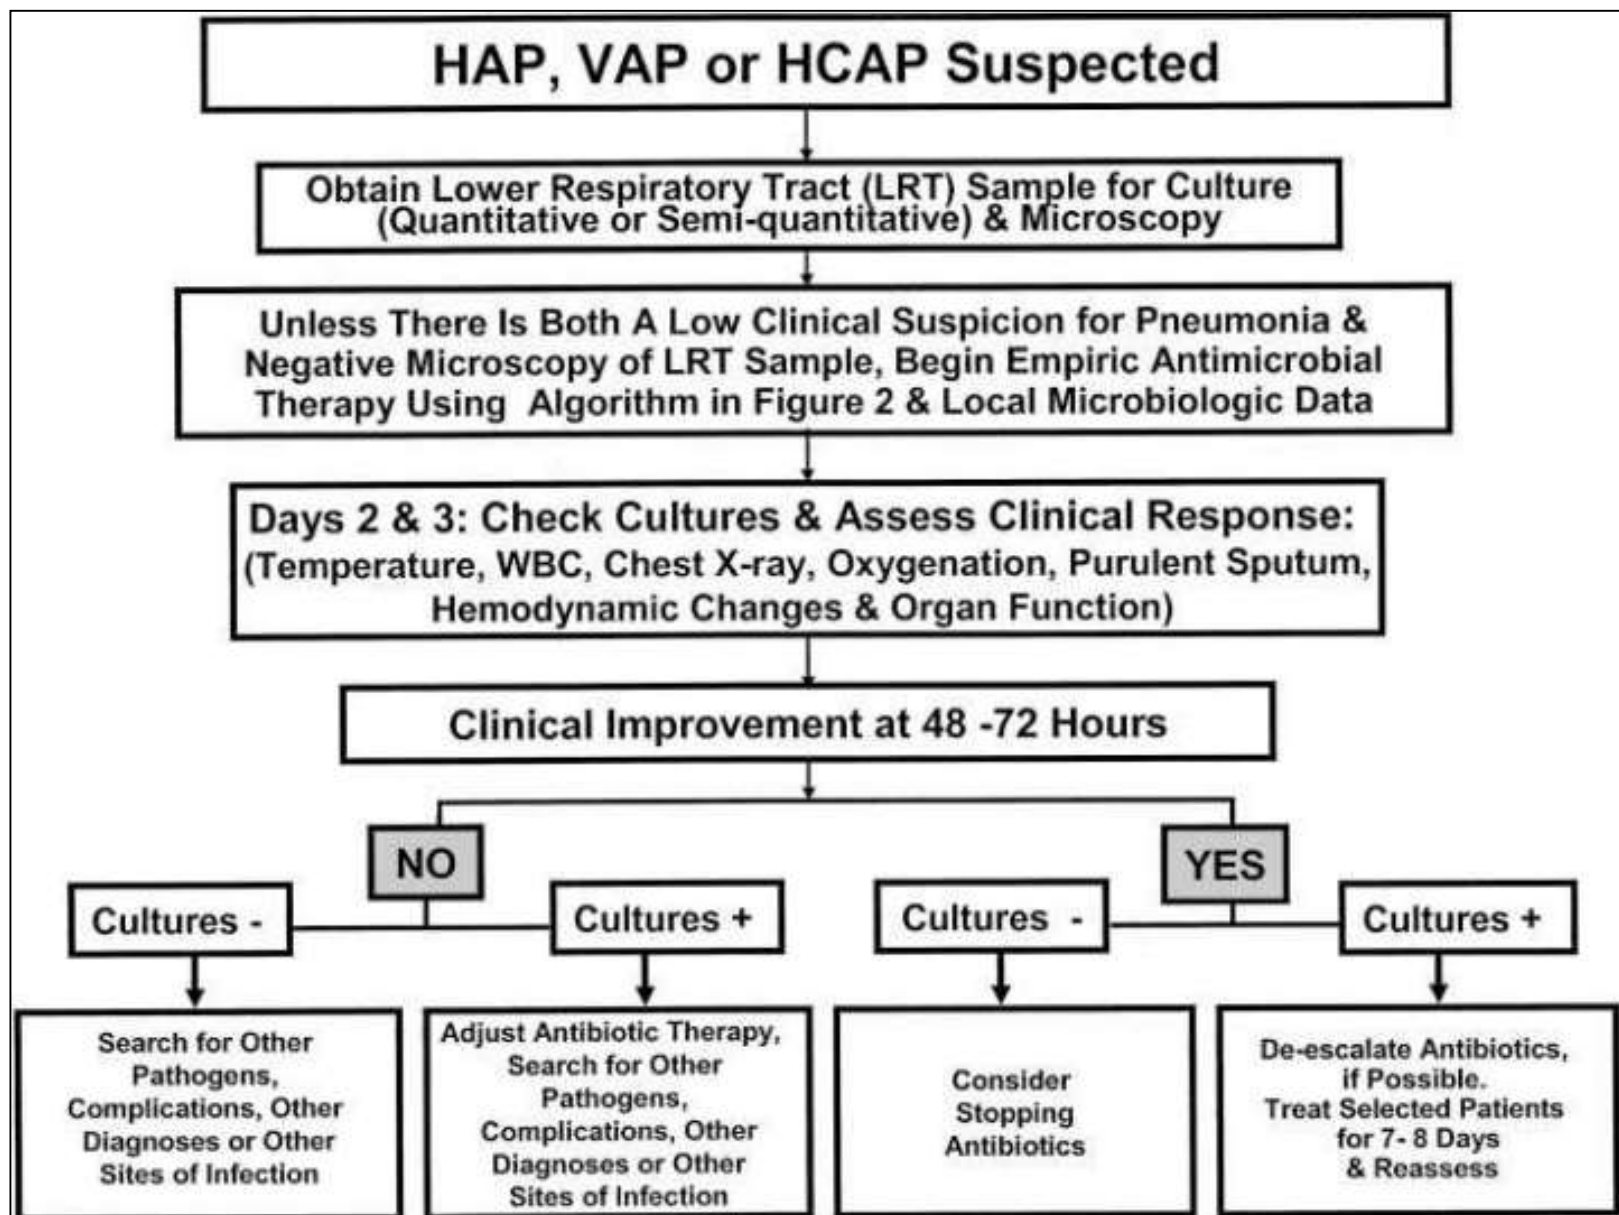 HAP, VAP or HCAP Suspected
Obtain Lower Respiratory Tract (LRT) Sample for Culture
(Quantitative or Semi-quantitative) & Microscopy
Unless There Is Both A Low Clinical Suspicion for Pneumonia &
Negative Microscopy of LRT Sample, Begin Empiric Antimicrobial
Therapy Using Algorithm in Figure 2 & Local Microbiologic Data
Days 2 & 3: Check Cultures & Assess Clinical Response:
(Temperature, WBC, Chest X-ray, Oxygenation, Purulent Sputum,
Hemodynamic Changes & Organ Function)
Clinical Improvement at 48 -72 Hours
NO
YES
Cultures -
Cultures +
Cultures -
Cultures +
Search for Other
Pathogens,
Complications, Other
Diagnoses or Other
Sites of Infection
Adjust Antibiotic Therapy,
Search for Other
Pathogens,
Complications, Other
Diagnoses or Other
Sites of Infection
Consider
Stopping
Antibiotics
De-escalate Antibiotics,
if Possible.
Treat Selected Patients
for 7- 8 Days
& Reassess